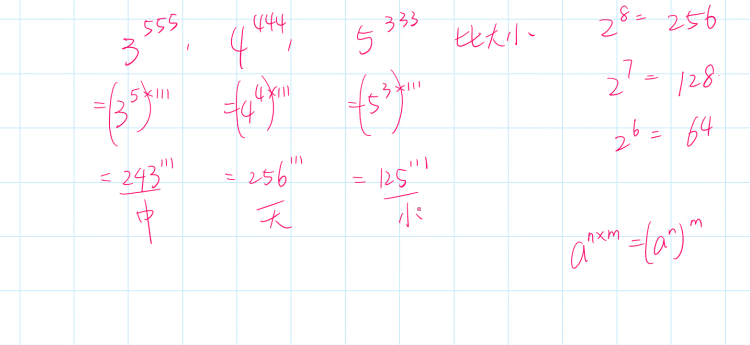 3^555, 4^444, 5^333 比大小.
=(3^5)^×111 =(4^4)^×111 =(5^3)^×111
=243^111 =256^111 =125^111
中 大 小
2^8=256
2^7=128
2^6=64
a^n×m=(a^n)^m